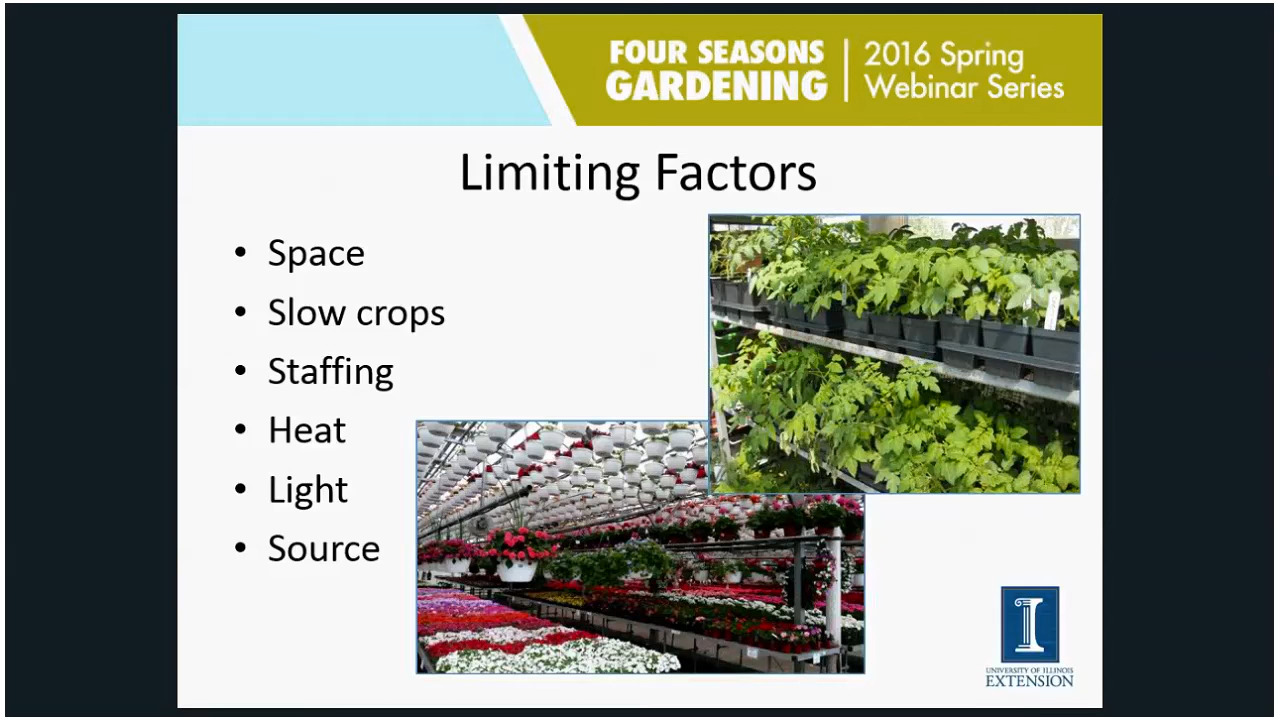 FOUR SEASONS
GARDENING
2016 Spring
Webinar Series
Limiting Factors
• Space
• Slow crops
• Staffing
• Heat
• Light
• Source
I
UNIVERSITY OF ILLINOIS
EXTENSION